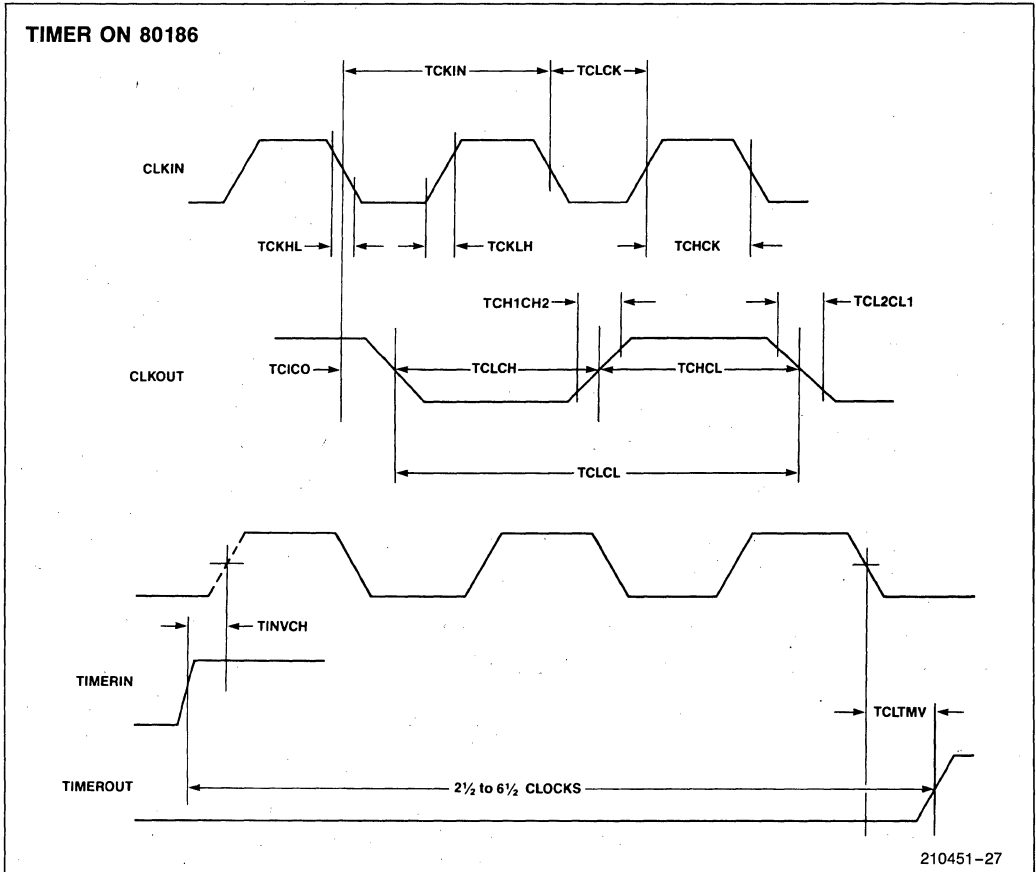 TIMER ON 80186
TCKIN
TCLCK
CLKIN
TCKHL
TCKLH
TCHCK
TCH1CH2
TCL2CL1
CLKOUT
TCICO
TCLCH
TCHCL
TCLCL
TINVCH
TIMERIN
TCLTMV
TIMEROUT
2½ to 6½ CLOCKS
210451-27